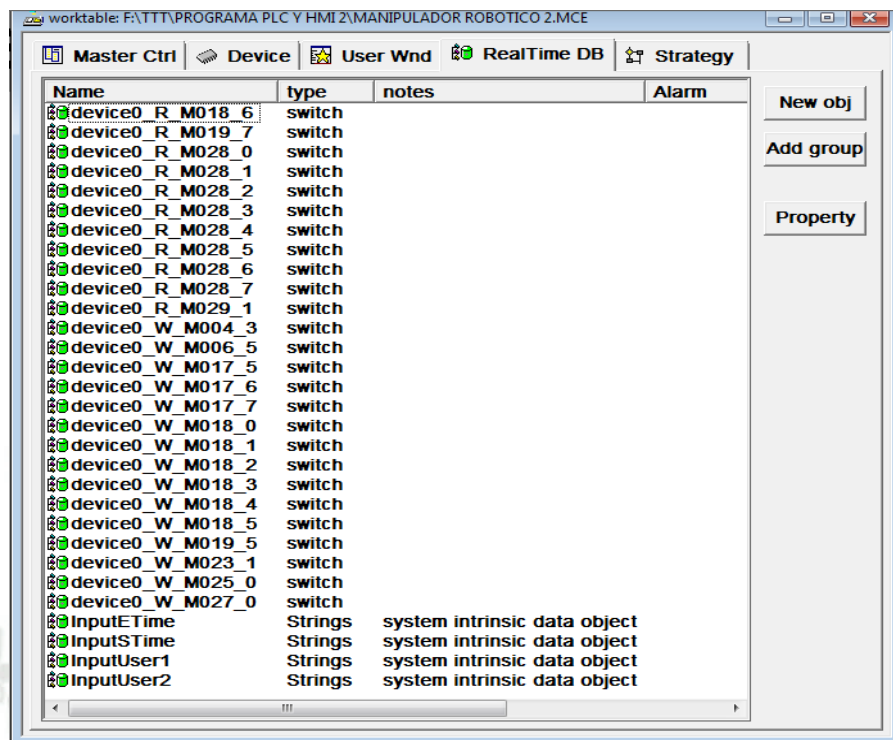 worktable: F:\TTT\PROGRAMA PLC Y HMI 2\MANIPULADOR ROBOTICO 2.MCE
Master Ctrl Device User Wnd RealTime DB Strategy
Name type notes Alarm
device0_R_M018_6 switch
device0_R_M019_7 switch
device0_R_M028_0 switch
device0_R_M028_1 switch
device0_R_M028_2 switch
device0_R_M028_3 switch
device0_R_M028_4 switch
device0_R_M028_5 switch
device0_R_M028_6 switch
device0_R_M028_7 switch
device0_R_M029_1 switch
device0_W_M004_3 switch
device0_W_M006_5 switch
device0_W_M017_5 switch
device0_W_M017_6 switch
device0_W_M017_7 switch
device0_W_M018_0 switch
device0_W_M018_1 switch
device0_W_M018_2 switch
device0_W_M018_3 switch
device0_W_M018_4 switch
device0_W_M018_5 switch
device0_W_M019_5 switch
device0_W_M023_1 switch
device0_W_M025_0 switch
device0_W_M027_0 switch
InputETime Strings system intrinsic data object
InputSTime Strings system intrinsic data object
InputUser1 Strings system intrinsic data object
InputUser2 Strings system intrinsic data object
New obj
Add group
Property